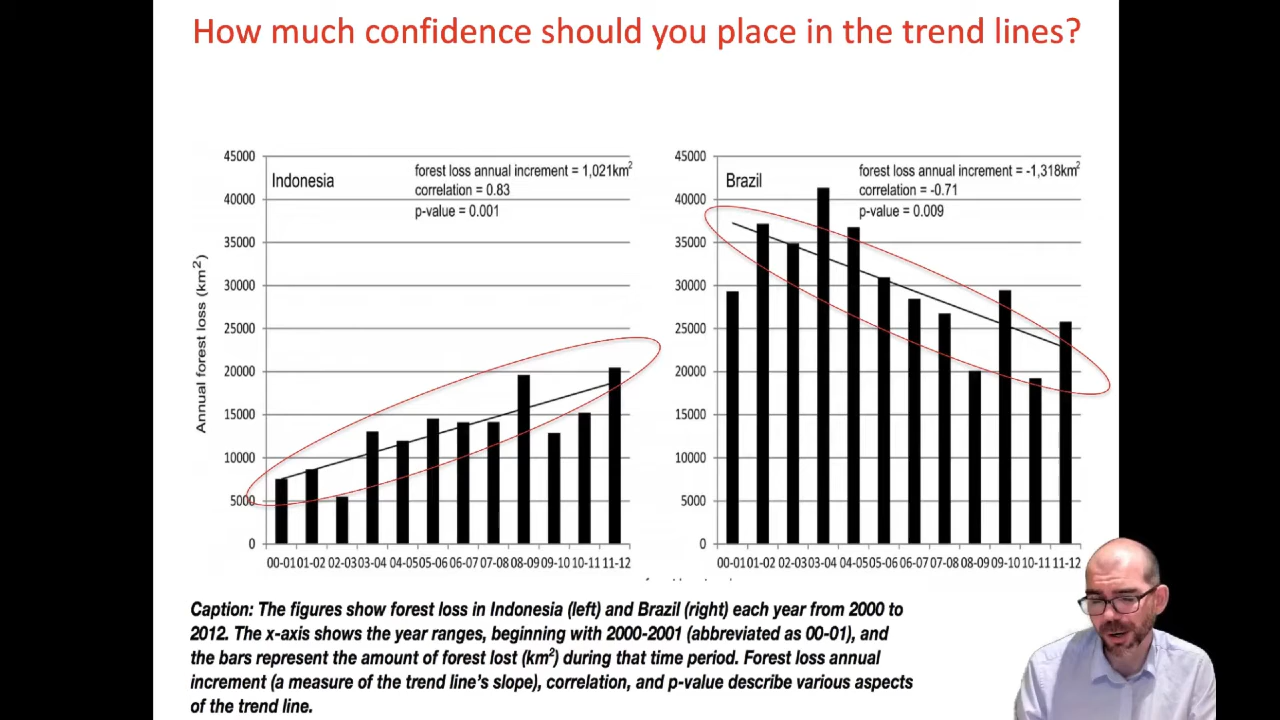 How much confidence should you place in the trend lines?
45000
40000
35000
30000
25000
20000
15000
10000
5000
0
Annual forest loss (km²)
Indonesia
forest loss annual increment = 1,021km²
correlation = 0.83
p-value = 0.001
00-01 01-02 02-03 03-04 04-05 05-06 06-07 07-08 08-09 09-10 10-11 11-12
45000
40000
35000
30000
25000
20000
15000
10000
5000
0
Brazil
forest loss annual increment = -1,318km²
correlation = -0.71
p-value = 0.009
00-01 01-02 02-03 03-04 04-05 05-06 06-07 07-08 08-09 09-10 10-11 11-12
Caption: The figures show forest loss in Indonesia (left) and Brazil (right) each year from 2000 to
2012. The x-axis shows the year ranges, beginning with 2000-2001 (abbreviated as 00-01), and
the bars represent the amount of forest lost (km²) during that time period. Forest loss annual
increment (a measure of the trend line's slope), correlation, and p-value describe various aspects
of the trend line.